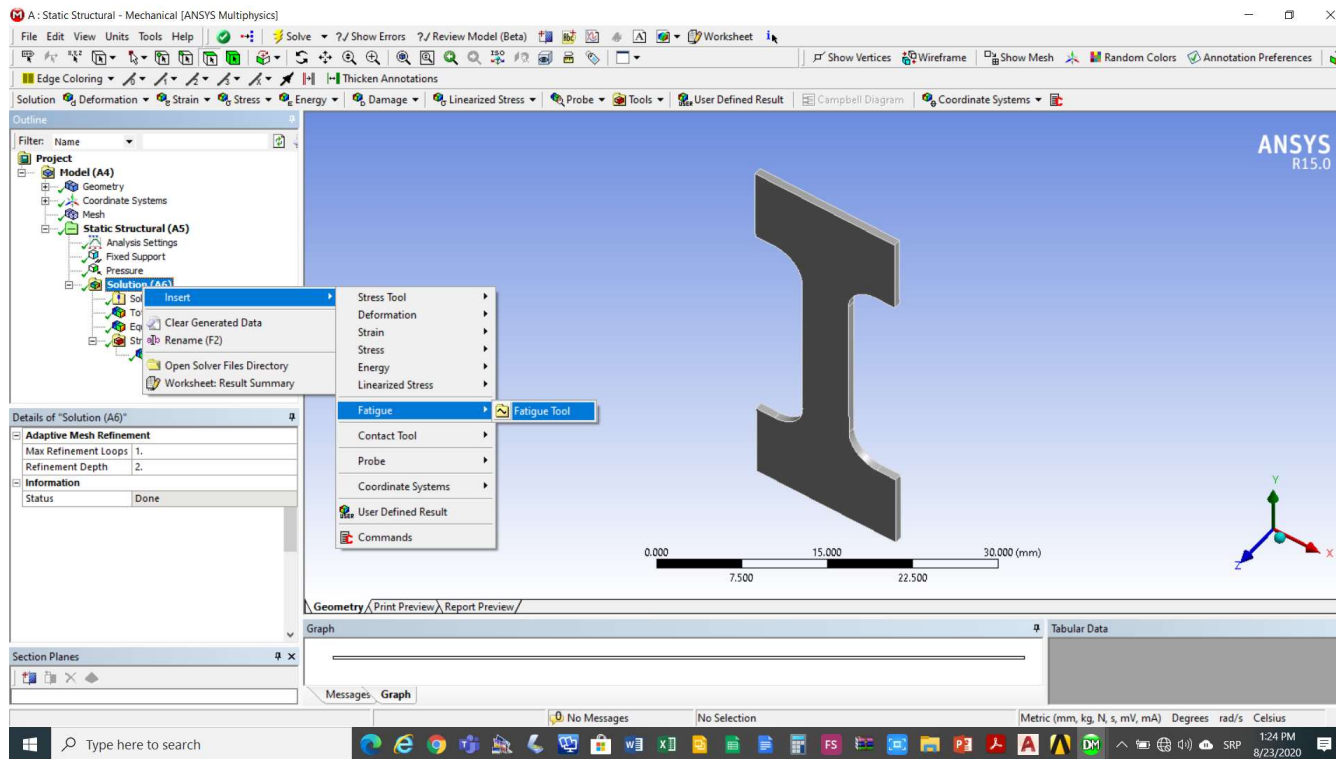 A : Static Structural - Mechanical [ANSYS Multiphysics]
File Edit View Units Tools Help Solve ?/ Show Errors ?/ Review Model (Beta) A Worksheet
Show Vertices Wireframe Show Mesh Random Colors Annotation Preferences
Edge Coloring Thicken Annotations
Solution Deformation Strain Stress Energy Damage Linearized Stress Probe Tools User Defined Result Campbell Diagram Coordinate Systems
Outline
Filter: Name
Project
Model (A4)
Geometry
Coordinate Systems
Mesh
Static Structural (A5)
Analysis Settings
Fixed Support
Pressure
Solution (A6)
Sol
To
Eq
Str
Insert
Clear Generated Data
Rename (F2)
Open Solver Files Directory
Worksheet: Result Summary
Stress Tool
Deformation
Strain
Stress
Energy
Linearized Stress
Fatigue
Contact Tool
Probe
Coordinate Systems
User Defined Result
Commands
Fatigue Tool
ANSYS
R15.0
Y
X
Z
0.000 15.000 30.000 (mm)
7.500 22.500
Details of "Solution (A6)"
Adaptive Mesh Refinement
Max Refinement Loops 1.
Refinement Depth 2.
Information
Status Done
Geometry Print Preview Report Preview
Graph
Tabular Data
Section Planes
Messages Graph
0 No Messages No Selection Metric (mm, kg, N, s, mV, mA) Degrees rad/s Celsius
Type here to search
FS
DM
SRP
1:24 PM
8/23/2020